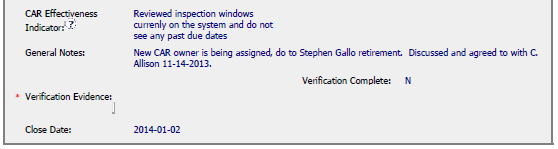 CAR Effectiveness Reviewed inspection windows
Indicator:? currenly on the system and do not
see any past due dates
General Notes: New CAR owner is being assigned, do to Stephen Gallo retirement. Discussed and agreed to with C.
Allison 11-14-2013.
Verification Complete: N
* Verification Evidence:
Close Date: 2014-01-02